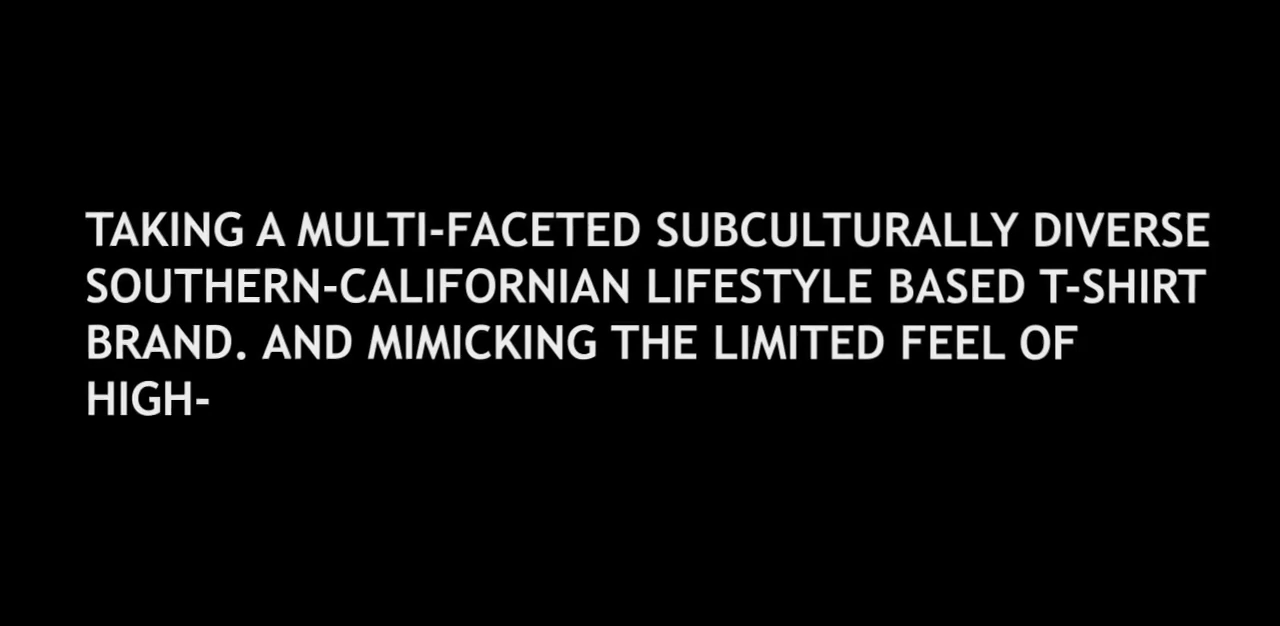 TAKING A MULTI-FACETED SUBCULTURALLY DIVERSE
SOUTHERN-CALIFORNIAN LIFESTYLE BASED T-SHIRT
BRAND. AND MIMICKING THE LIMITED FEEL OF
HIGH-